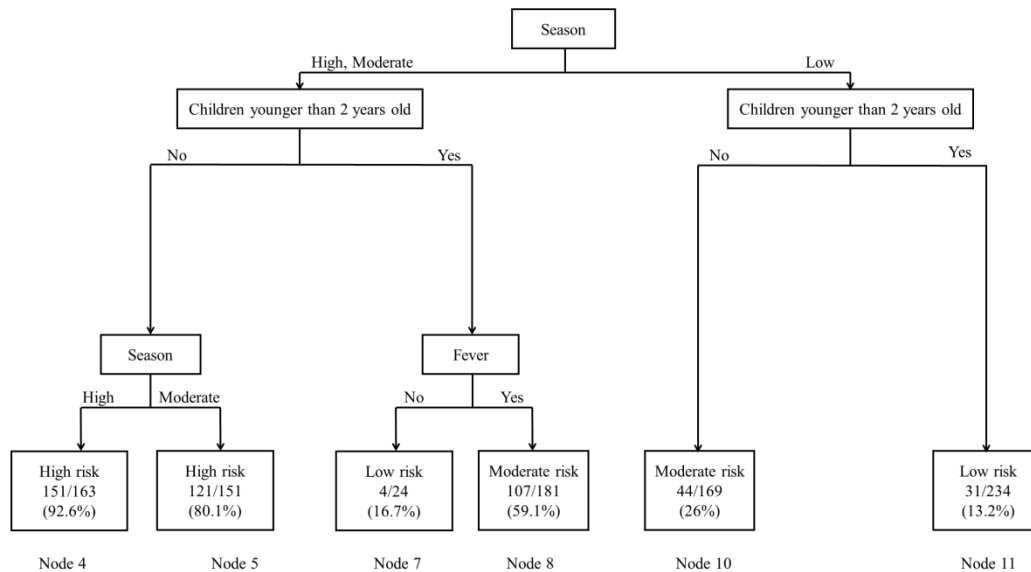 Season
High, Moderate
Low
Children younger than 2 years old
Children younger than 2 years old
No
Yes
No
Yes
Season
Fever
High
Moderate
No
Yes
High risk
151/163
(92.6%)
High risk
121/151
(80.1%)
Low risk
4/24
(16.7%)
Moderate risk
107/181
(59.1%)
Moderate risk
44/169
(26%)
Low risk
31/234
(13.2%)
Node 4
Node 5
Node 7
Node 8
Node 10
Node 11